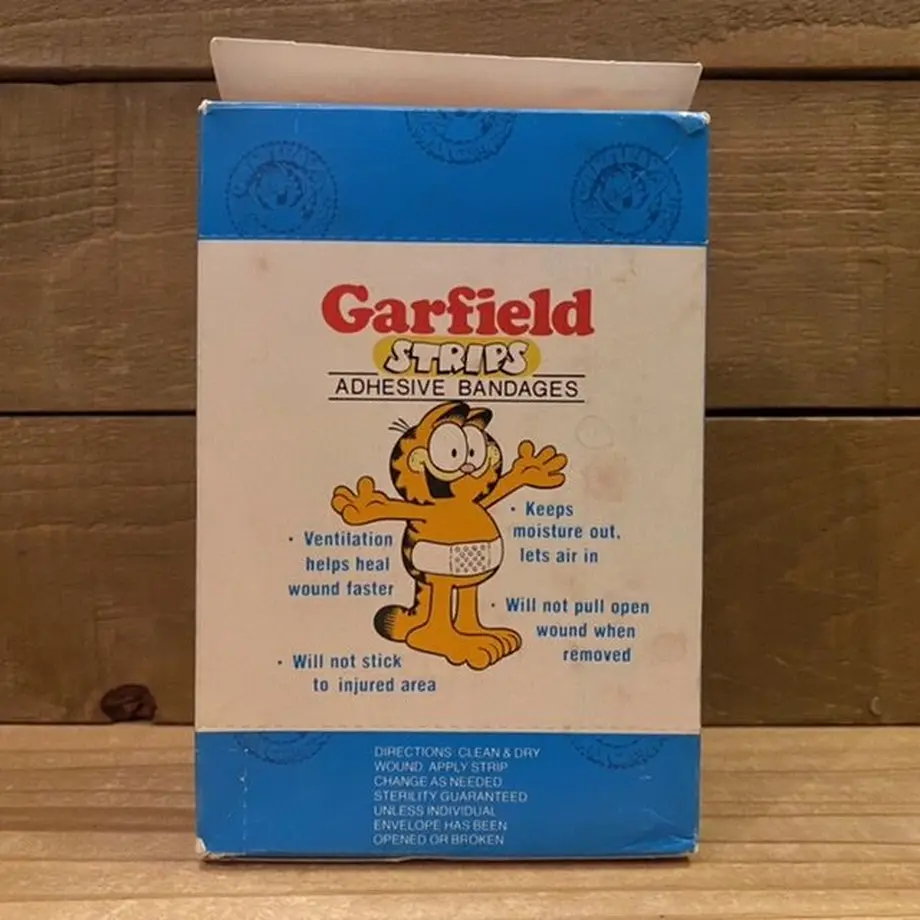 Garfield
STRIPS
ADHESIVE BANDAGES
· Keeps
moisture out,
lets air in
· Ventilation
helps heal
wound faster
· Will not pull open
wound when
removed
· Will not stick
to injured area
DIRECTIONS: CLEAN & DRY
WOUND. APPLY STRIP
CHANGE AS NEEDED.
STERILITY GUARANTEED
UNLESS INDIVIDUAL
ENVELOPE HAS BEEN
OPENED OR BROKEN